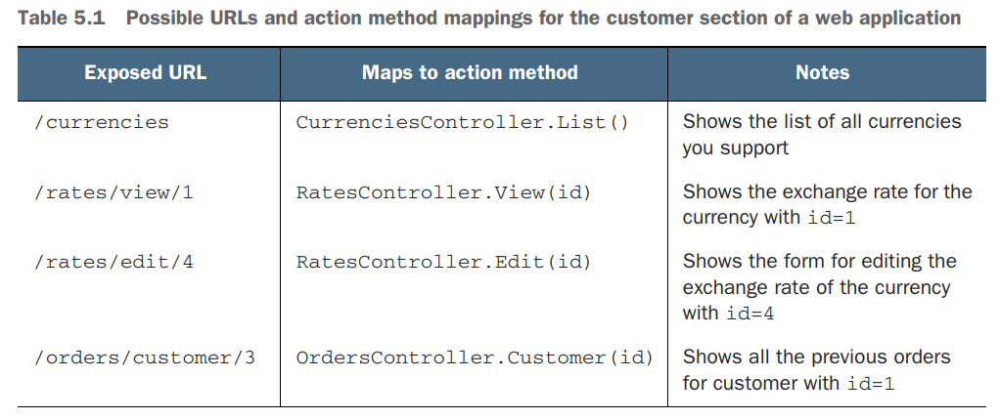 Table 5.1 Possible URLs and action method mappings for the customer section of a web application
Exposed URL Maps to action method Notes
/currencies CurrenciesController.List() Shows the list of all currencies
you support
/rates/view/1 RatesController.View(id) Shows the exchange rate for the
currency with id=1
/rates/edit/4 RatesController.Edit(id) Shows the form for editing the
exchange rate of the currency
with id=4
/orders/customer/3 OrdersController.Customer(id) Shows all the previous orders
for customer with id=1